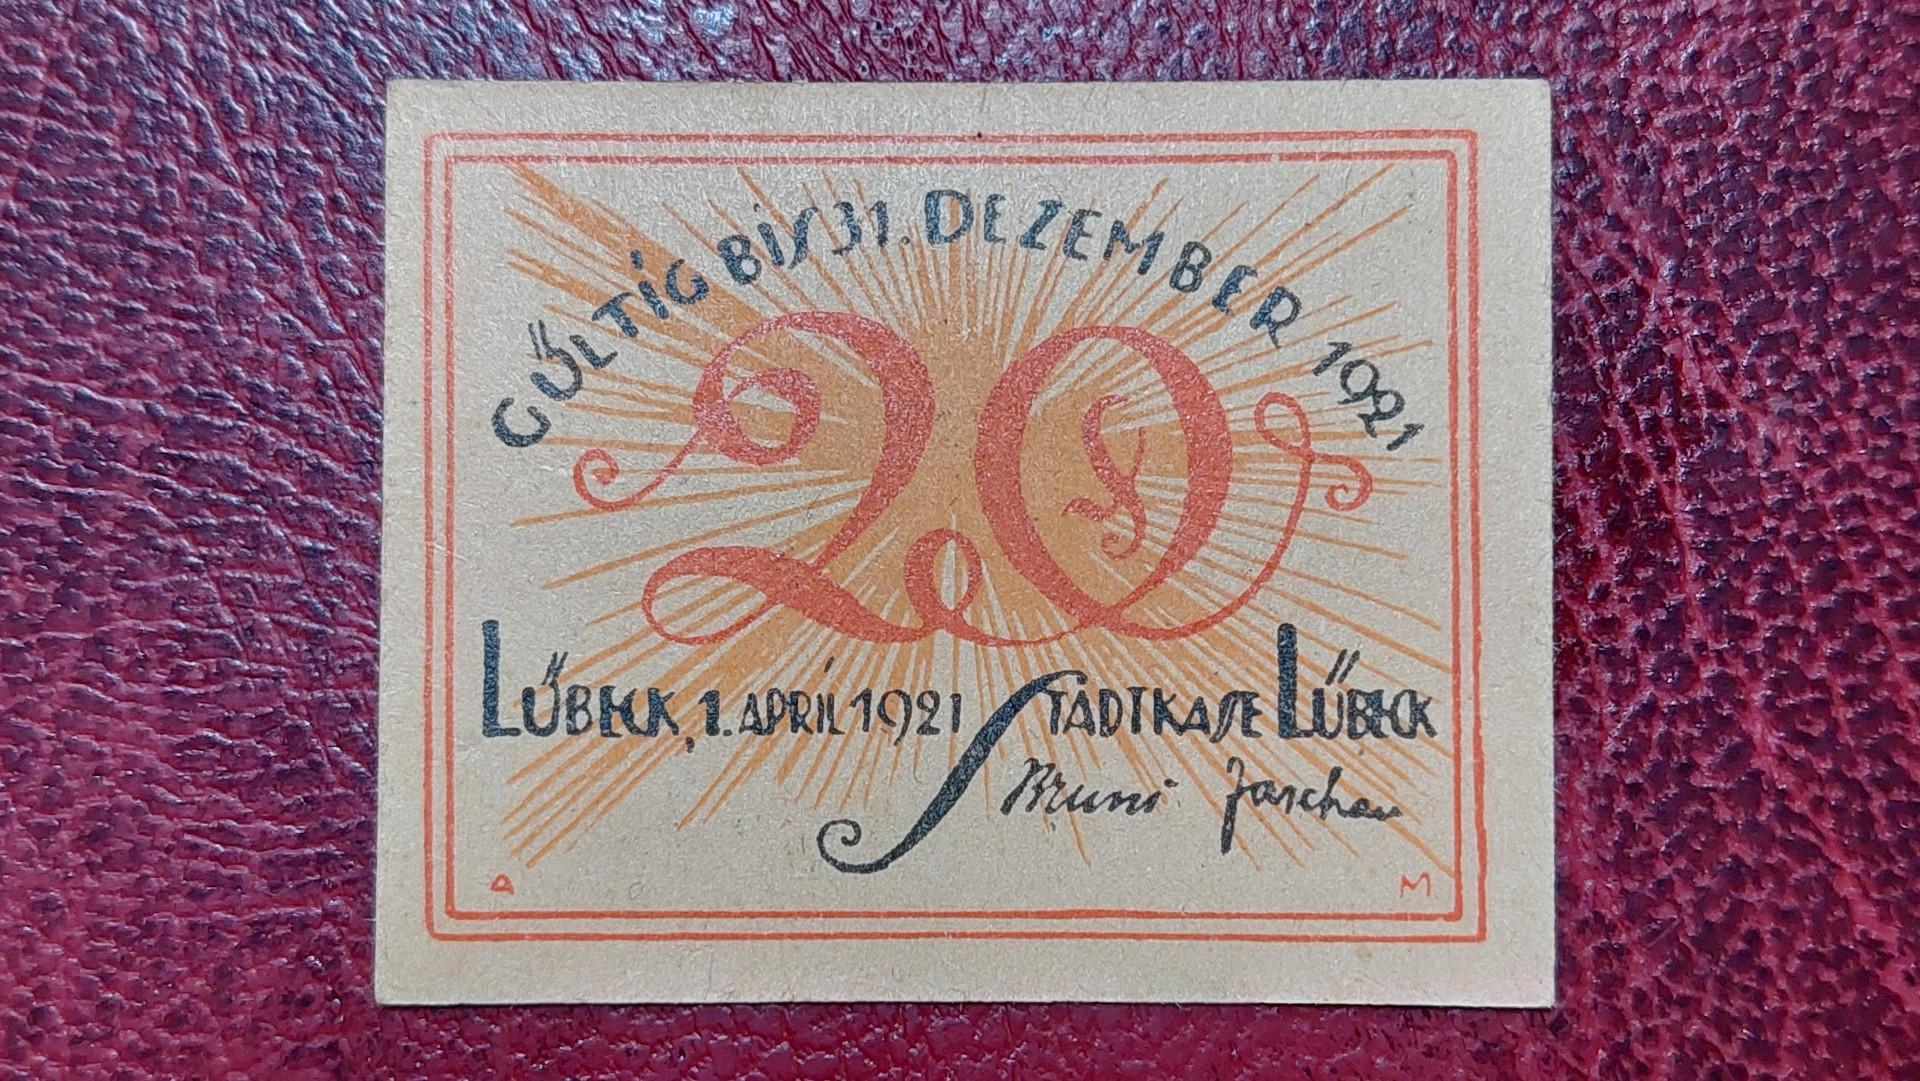 GÜLTIG BIS 31. DEZEMBER 1921
20
LÜBECK, 1. APRIL 1921 STADTKASSE LÜBECK
A M